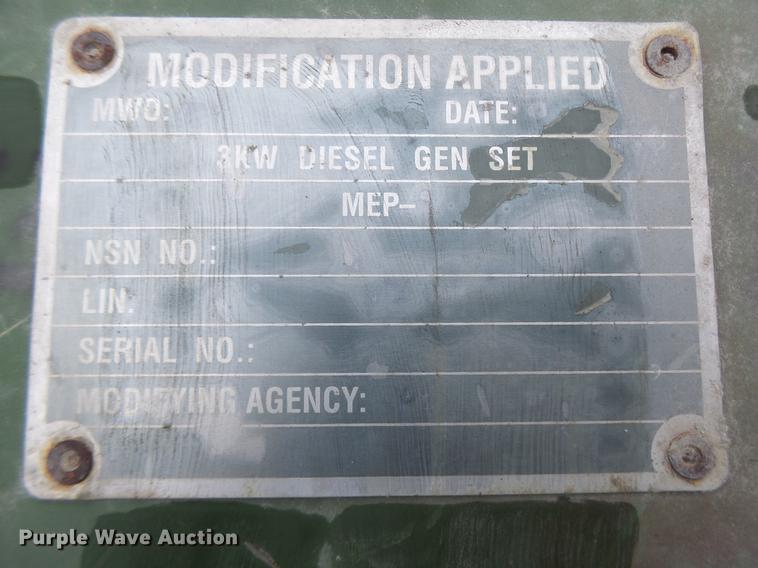 MODIFICATION APPLIED
MWO: DATE:
3KW DIESEL GEN SET
MEP–
NSN NO.:
LIN.
SERIAL NO.:
MODIFYING AGENCY:
Purple Wave Auction®